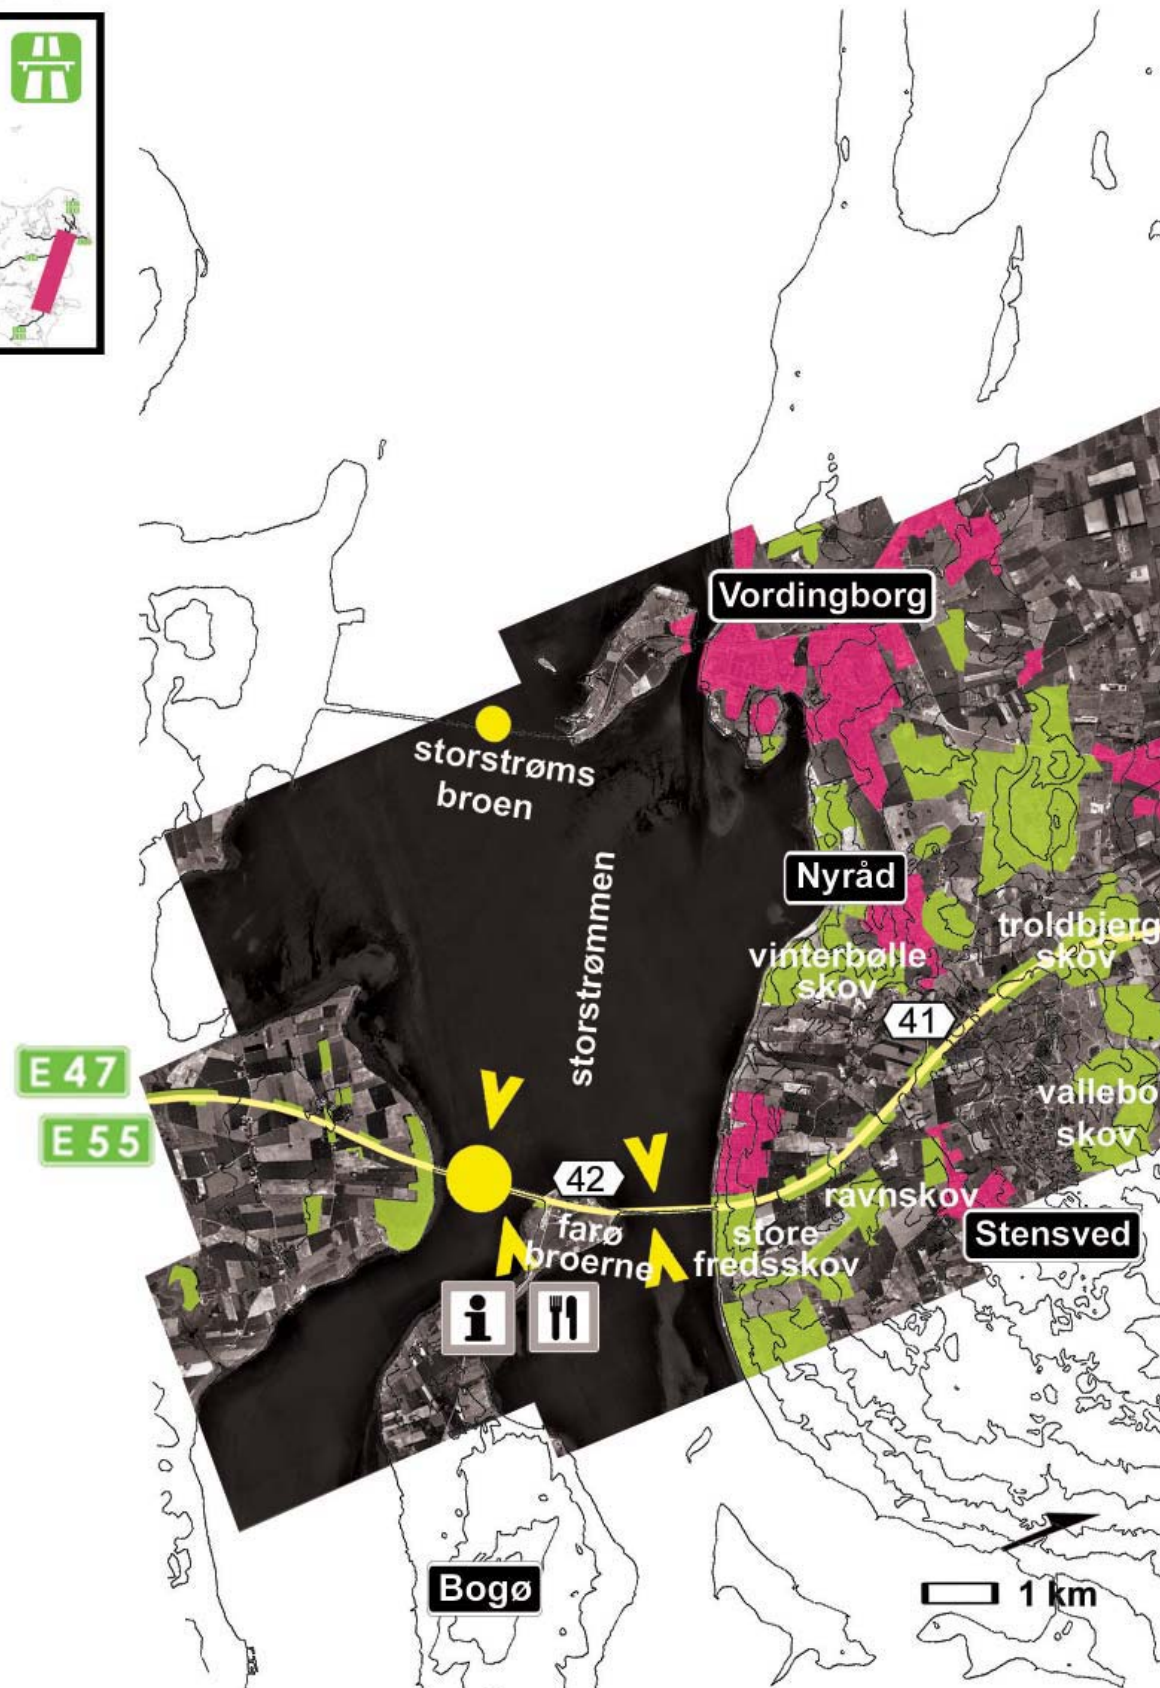 Vordingborg
storstrøms
broen
storstrømmen
Nyråd
troldbjerg
skov
vinterbølle
skov
41
E 47
E 55
vallebo
skov
42
ravnskov
farø
broerne
store
fredsskov
Stensved
Bogø
1 km